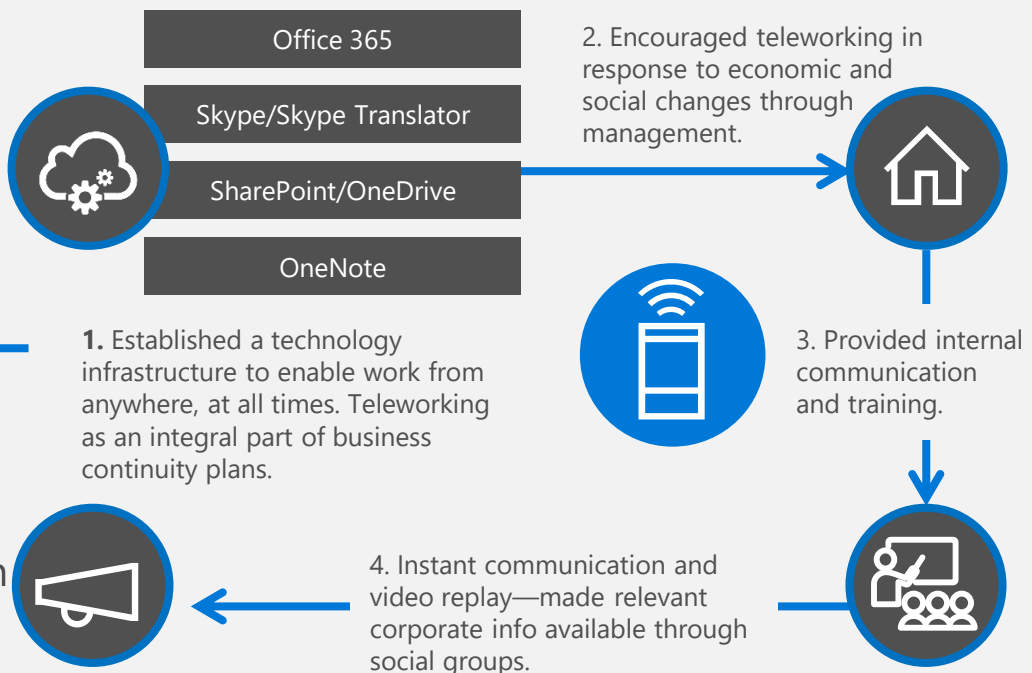 Office 365
Skype/Skype Translator
SharePoint/OneDrive
OneNote
1. Established a technology
infrastructure to enable work from
anywhere, at all times. Teleworking
as an integral part of business
continuity plans.
2. Encouraged teleworking in
response to economic and
social changes through
management.
3. Provided internal
communication
and training.
4. Instant communication and
video replay—made relevant
corporate info available through
social groups.